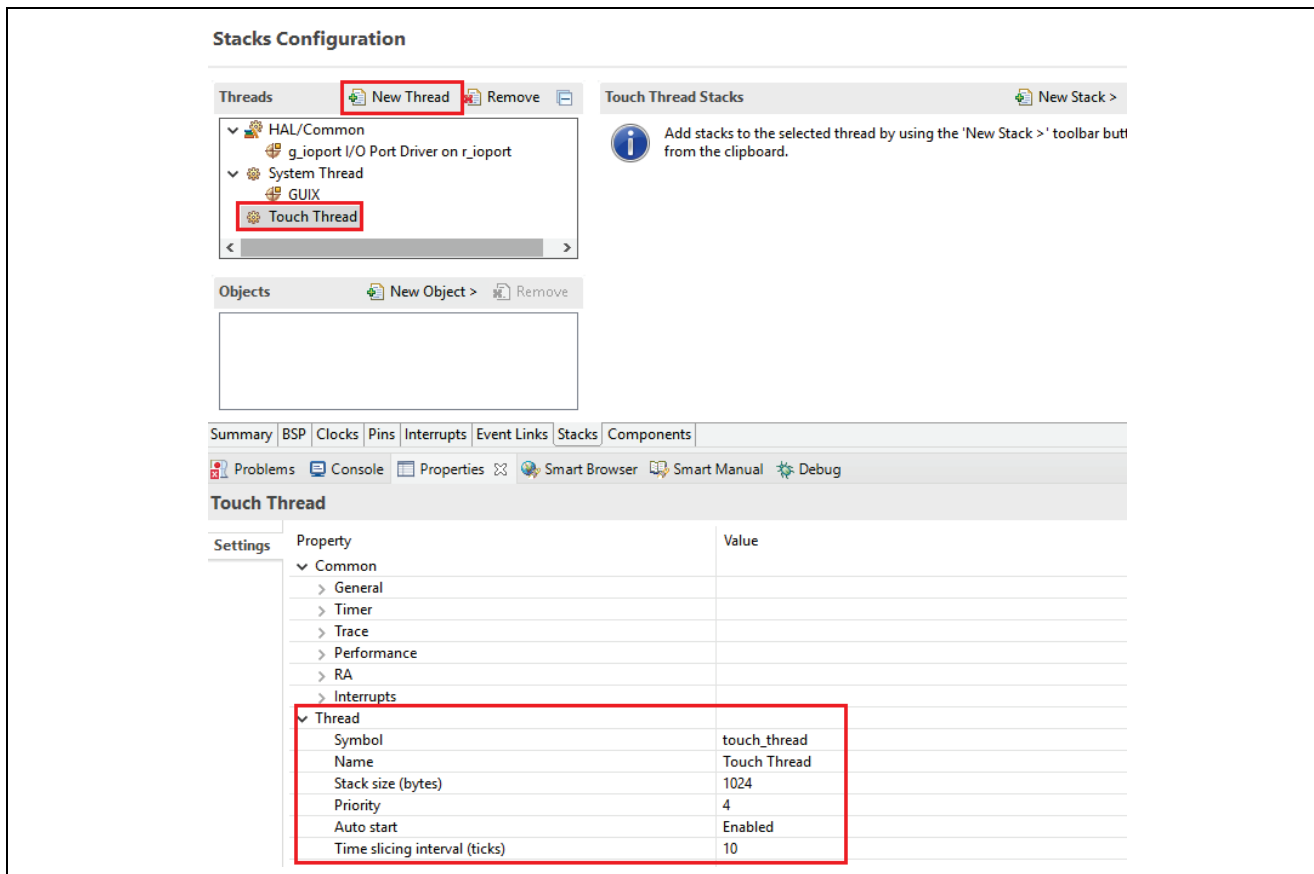 Stacks Configuration
Threads
New Thread
Remove
HAL/Common
g_ioport I/O Port Driver on r_ioport
System Thread
GUIX
Touch Thread
Touch Thread Stacks
New Stack >
Add stacks to the selected thread by using the 'New Stack >' toolbar butt
from the clipboard.
Objects
New Object >
Remove
Summary BSP Clocks Pins Interrupts Event Links Stacks Components
Problems Console Properties Smart Browser Smart Manual Debug
Touch Thread
Settings
Property Value
Common
General
Timer
Trace
Performance
RA
Interrupts
Thread
Symbol touch_thread
Name Touch Thread
Stack size (bytes) 1024
Priority 4
Auto start Enabled
Time slicing interval (ticks) 10